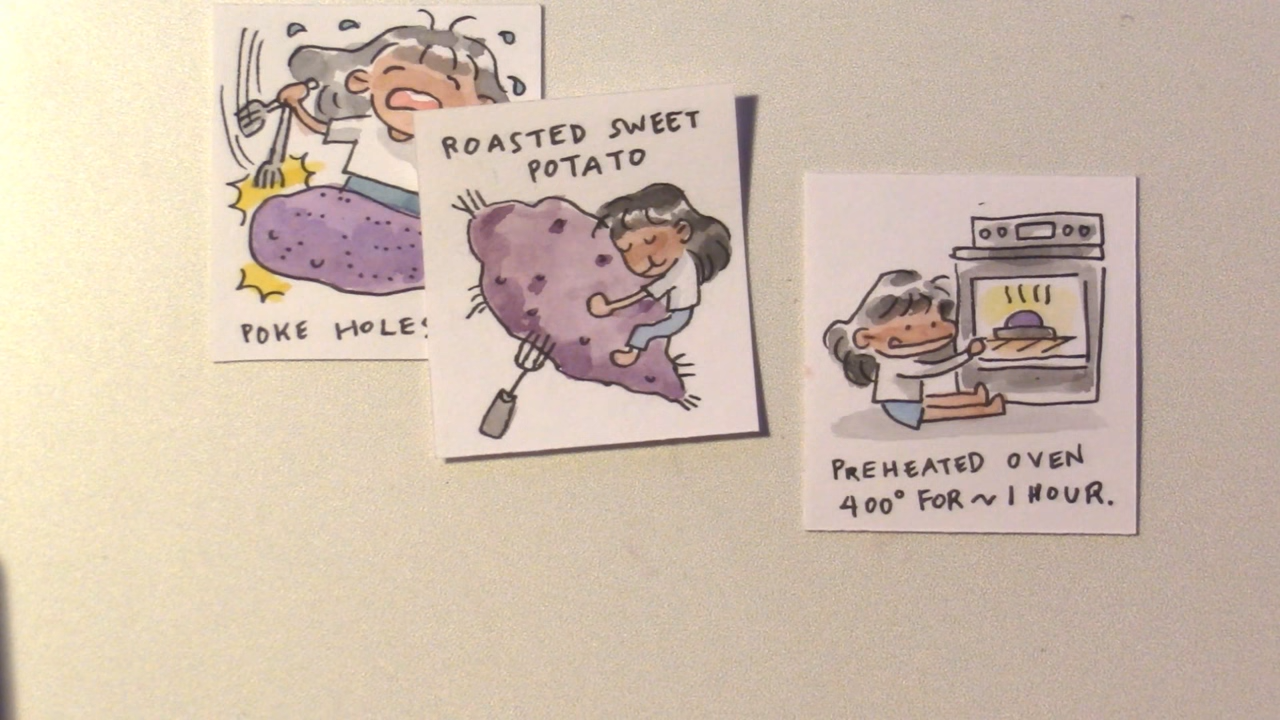 POKE HOLES
ROASTED SWEET
POTATO
PREHEATED OVEN
400° FOR ~ 1 HOUR.